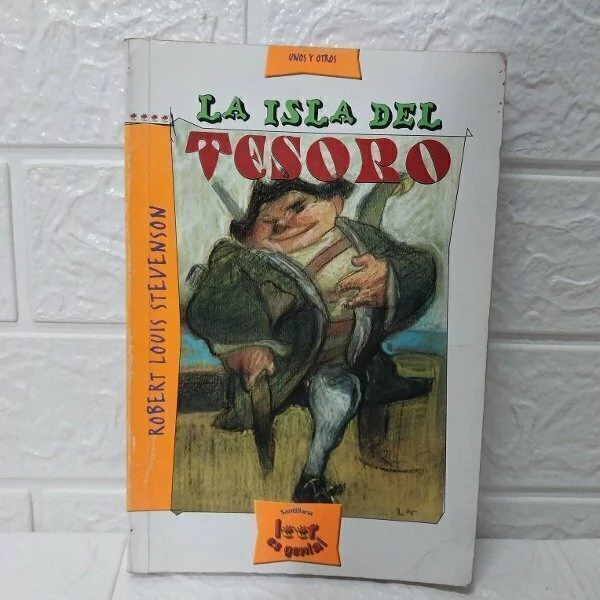 UNOS Y OTROS
LA ISLA DEL
TESORO
ROBERT LOUIS STEVENSON
L A
Santillana
leer
es genial